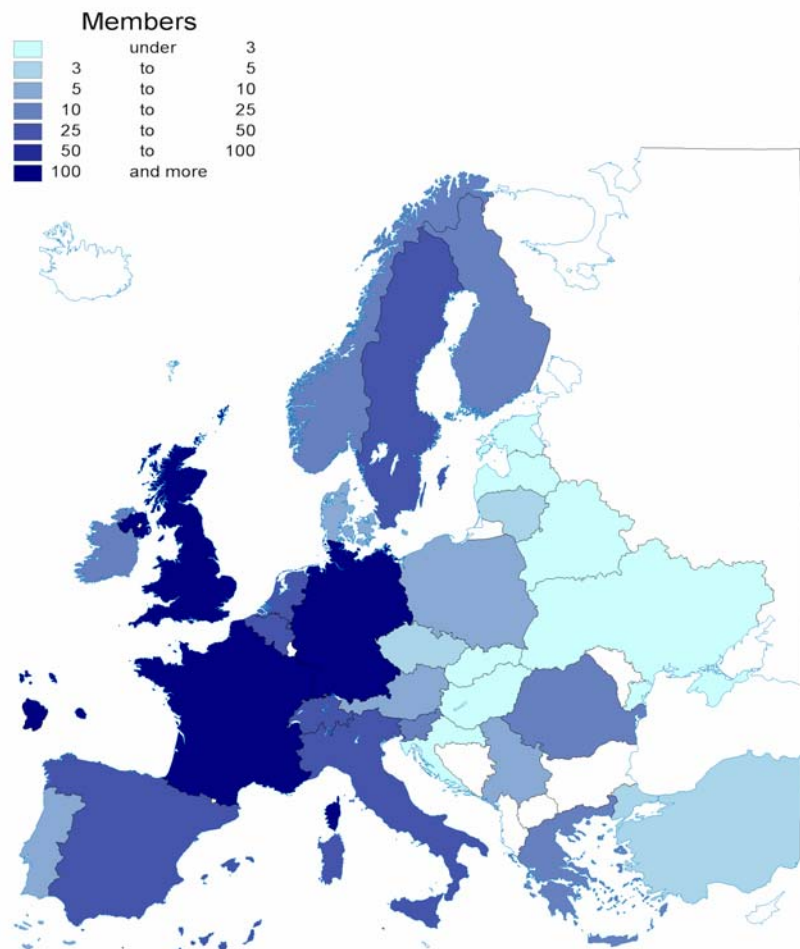 Members
under 3
3 to 5
5 to 10
10 to 25
25 to 50
50 to 100
100 and more